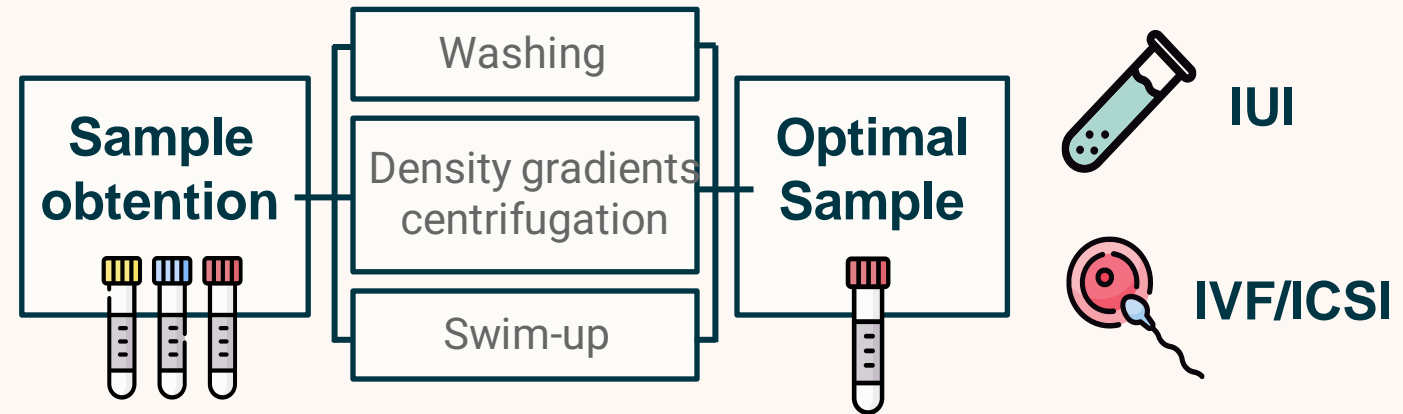 Sample
obtention
Washing
Density gradients
centrifugation
Swim-up
Optimal
Sample
IUI
IVF/ICSI